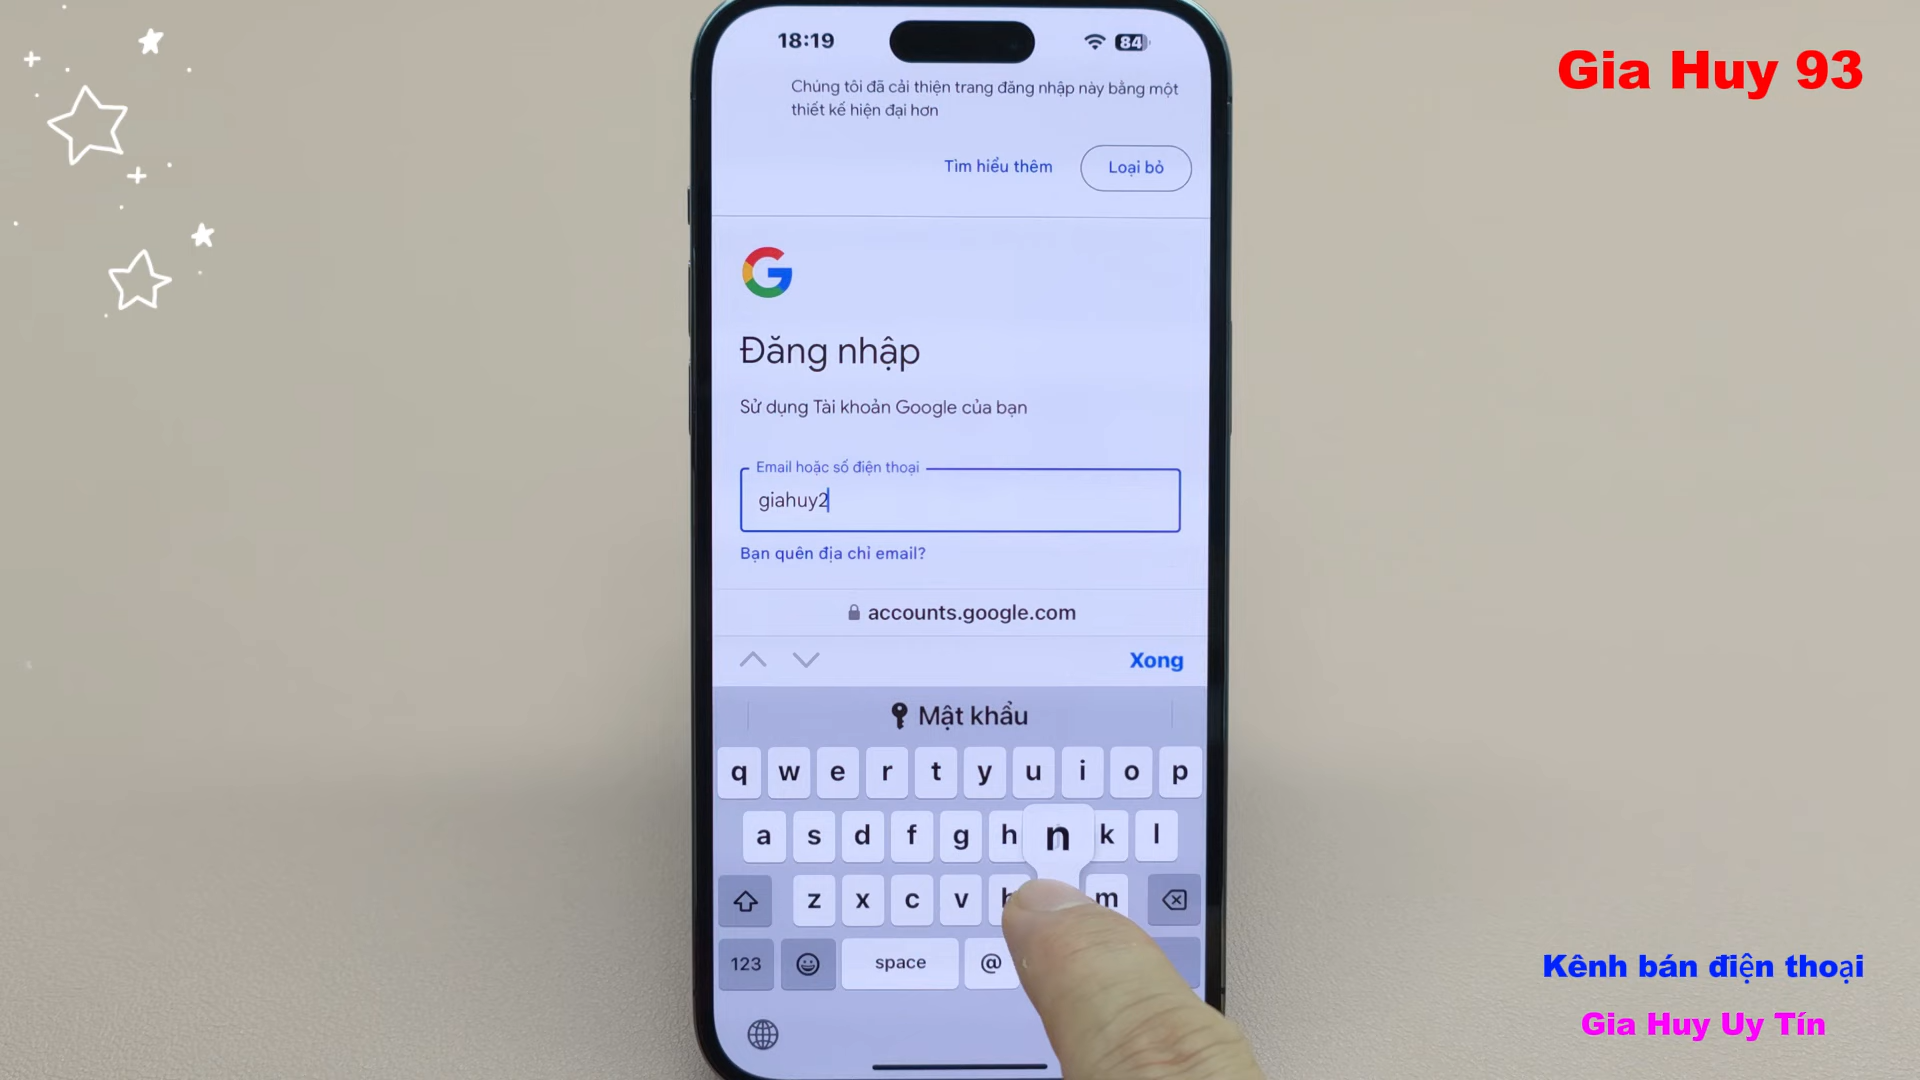 18:19
84
Gia Huy 93
Chúng tôi đã cải thiện trang đăng nhập này bằng một
thiết kế hiện đại hơn
Tìm hiểu thêm
Loại bỏ
Đăng nhập
Sử dụng Tài khoản Google của bạn
Email hoặc số điện thoại
giahuy2
Bạn quên địa chỉ email?
accounts.google.com
Xong
Mật khẩu
q w e r t y u i o p
a s d f g h n k l
z x c v b m
123 space @
Kênh bán điện thoại
Gia Huy Uy Tín